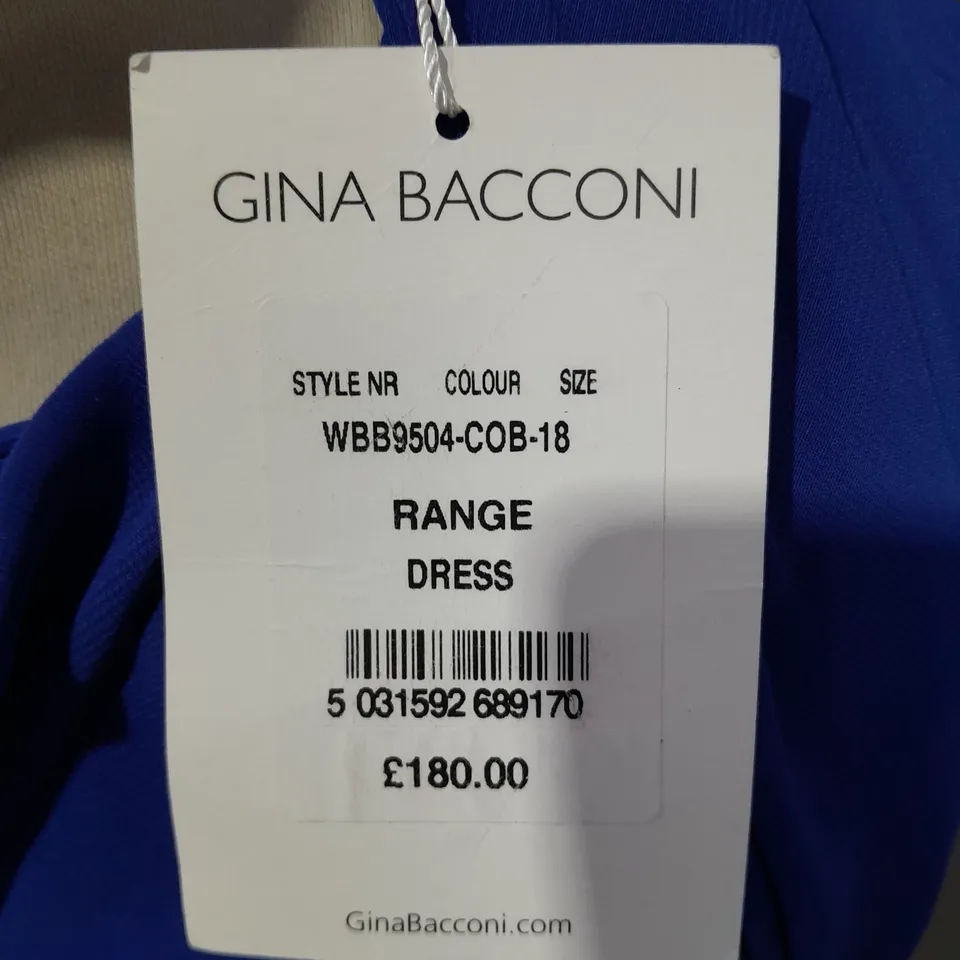 GINA BACCONI
STYLE NR COLOUR SIZE
WBB9504-COB-18
RANGE
DRESS
5 031592 689170
£180.00
GinaBacconi.com